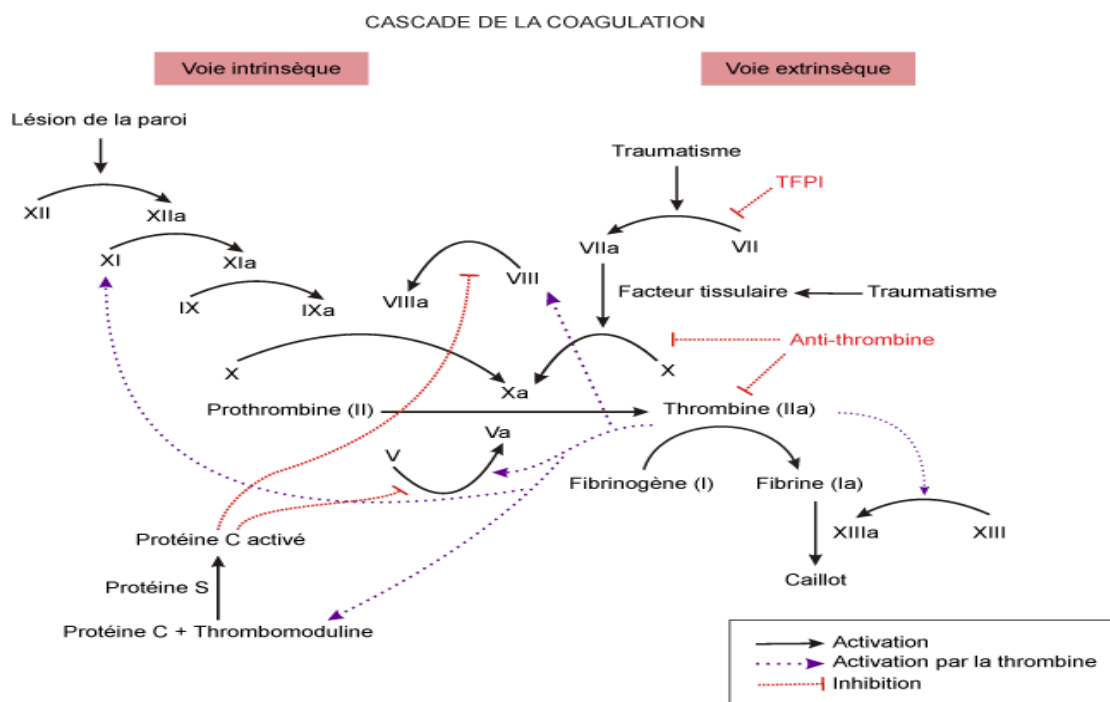 CASCADE DE LA COAGULATION
Voie intrinsèque
Voie extrinsèque
Lésion de la paroi
Traumatisme
TFPI
XII
XIIa
VIIa
VII
XI
XIa
VIII
VIIIa
IX
IXa
Facteur tissulaire
Traumatisme
Anti-thrombine
X
X
Xa
Prothrombine (II)
Thrombine (IIa)
Va
V
Fibrinogène (I)
Fibrine (Ia)
XIIIa
XIII
Protéine C activé
Caillot
Protéine S
Protéine C + Thrombomoduline
Activation
Activation par la thrombine
Inhibition